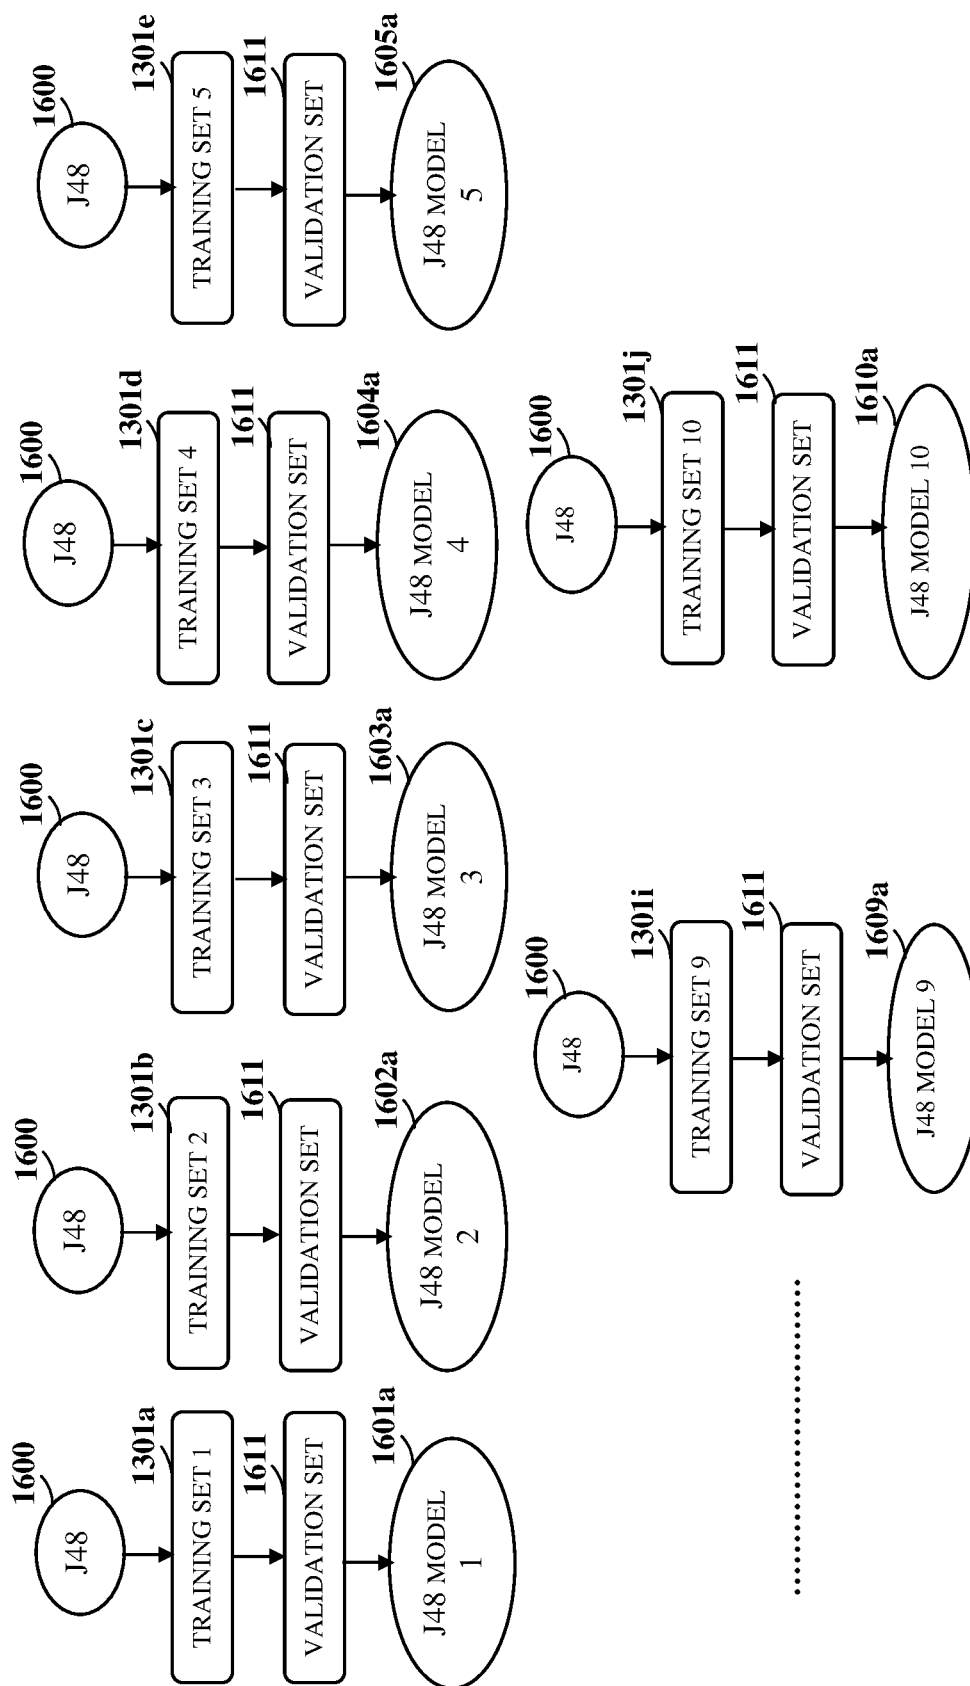 1600
J48
1301a
TRAINING SET 1
1611
VALIDATION SET
1601a
J48 MODEL
1
1600
J48
1301b
TRAINING SET 2
1611
VALIDATION SET
1602a
J48 MODEL
2
1600
J48
1301c
TRAINING SET 3
1611
VALIDATION SET
1603a
J48 MODEL
3
1600
J48
1301d
TRAINING SET 4
1611
VALIDATION SET
1604a
J48 MODEL
4
1600
J48
1301e
TRAINING SET 5
1611
VALIDATION SET
1605a
J48 MODEL
5
1600
J48
1301i
TRAINING SET 9
1611
VALIDATION SET
1609a
J48 MODEL 9
1600
J48
1301j
TRAINING SET 10
1611
VALIDATION SET
1610a
J48 MODEL 10